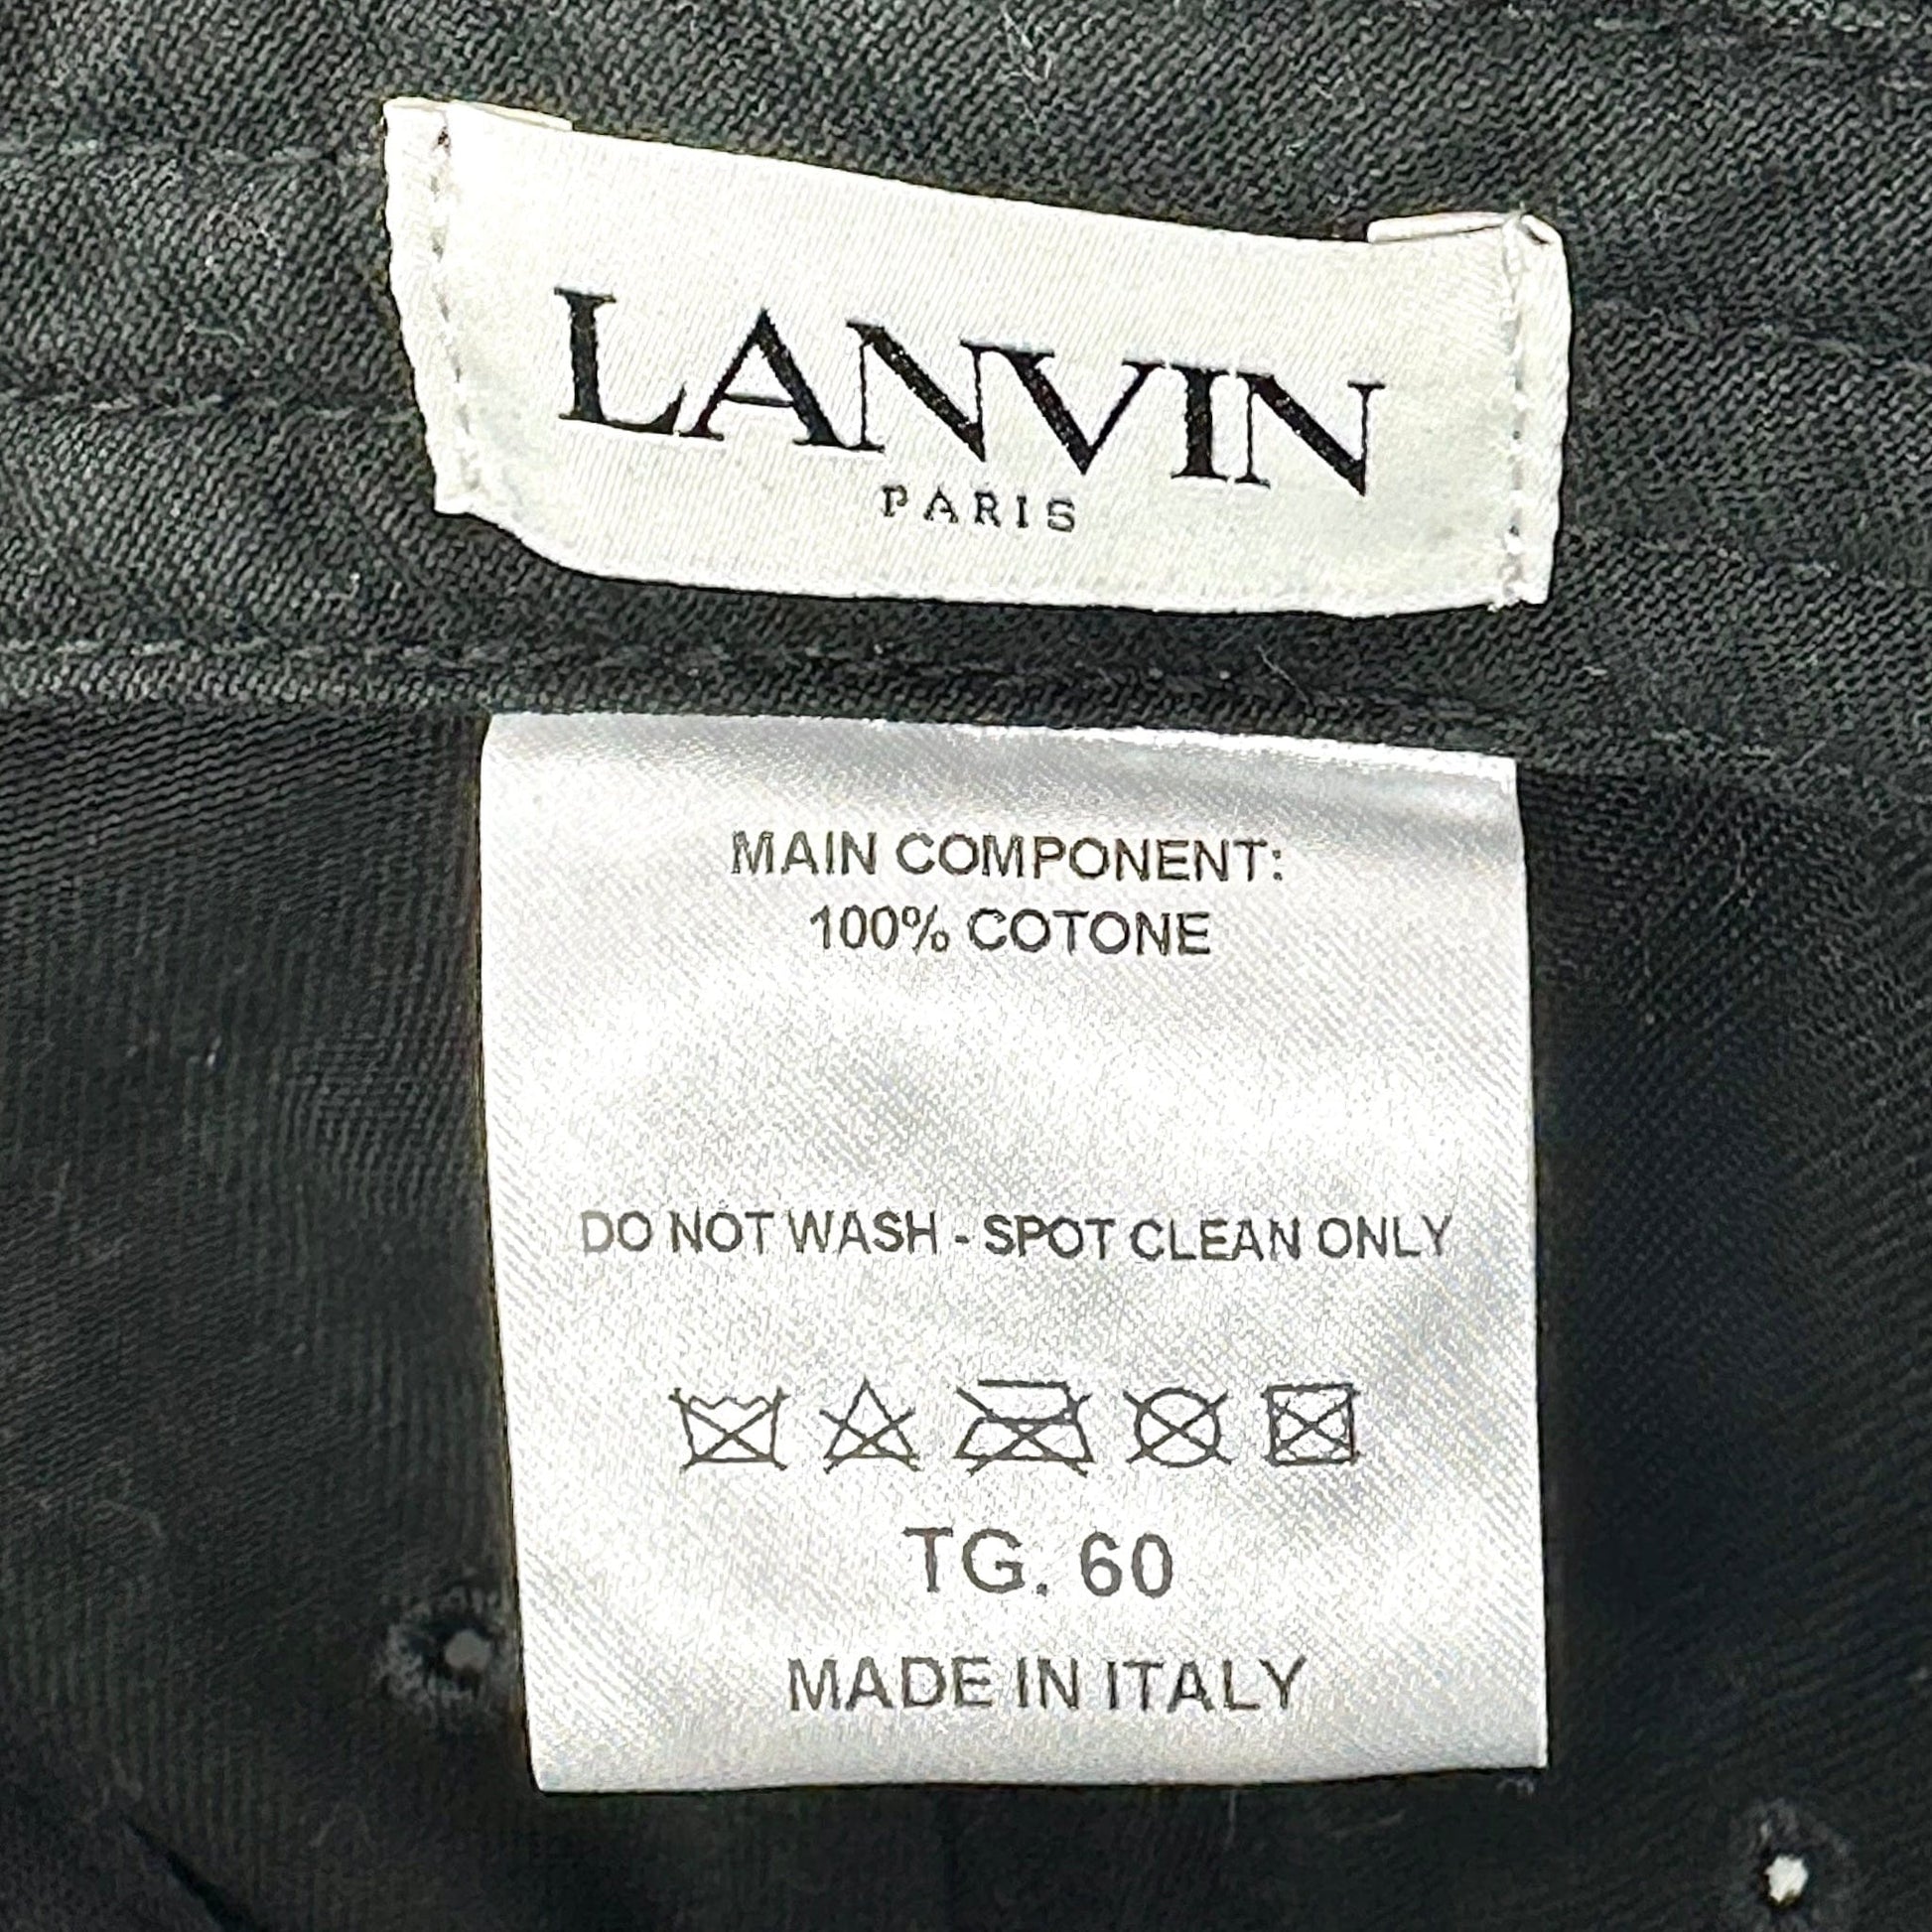 LANVIN
PARIS
MAIN COMPONENT:
100% COTONE
DO NOT WASH - SPOT CLEAN ONLY
TG. 60
MADE IN ITALY